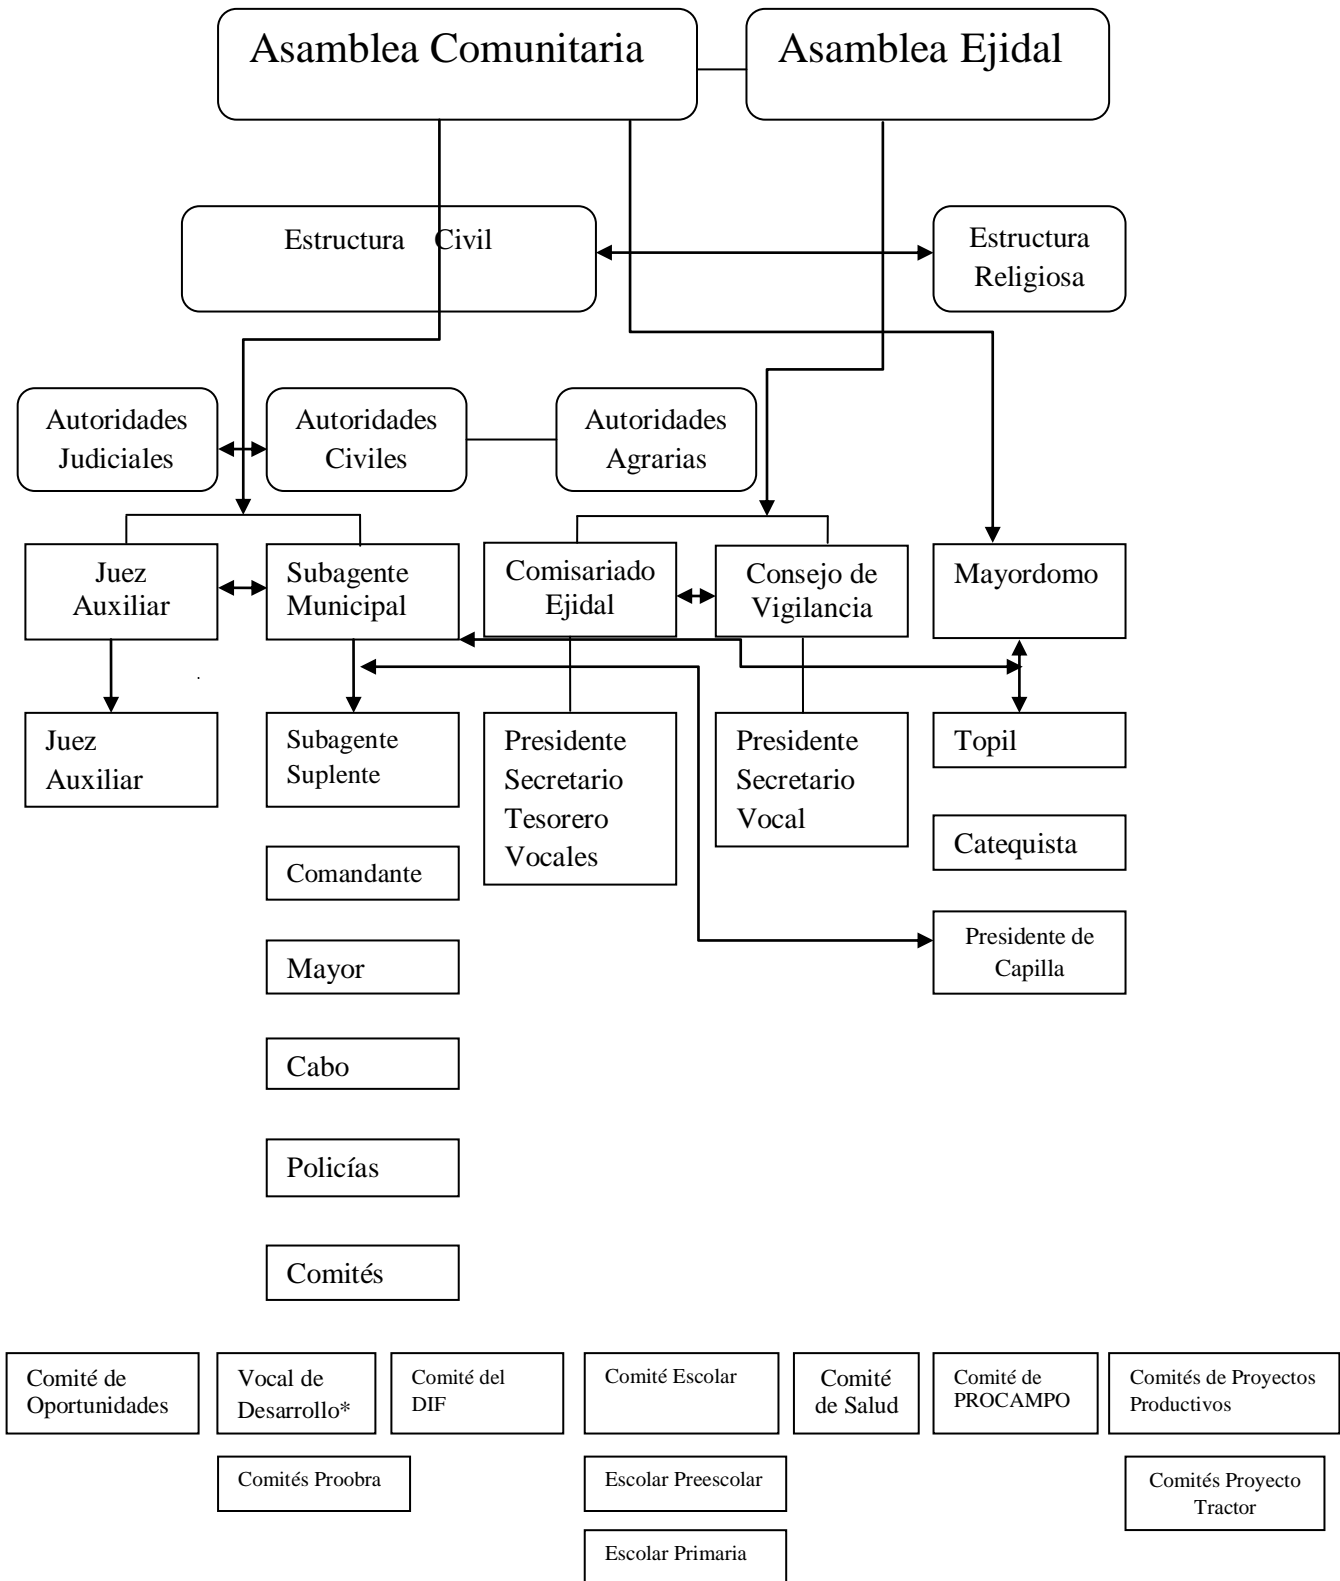 Asamblea Comunitaria
Asamblea Ejidal
Estructura Civil
Estructura
Religiosa
Autoridades
Judiciales
Autoridades
Civiles
Autoridades
Agrarias
Juez
Auxiliar
Subagente
Municipal
Comisariado
Ejidal
Consejo de
Vigilancia
Mayordomo
Juez
Auxiliar
Subagente
Suplente
Presidente
Secretario
Tesorero
Vocales
Presidente
Secretario
Vocal
Topil
Catequista
Comandante
Presidente de
Capilla
Mayor
Cabo
Policías
Comités
Comité de
Oportunidades
Vocal de
Desarrollo*
Comité del
DIF
Comité Escolar
Comité
de Salud
Comité de
PROCAMPO
Comités de Proyectos
Productivos
Comités Proobra
Escolar Preescolar
Comités Proyecto
Tractor
Escolar Primaria